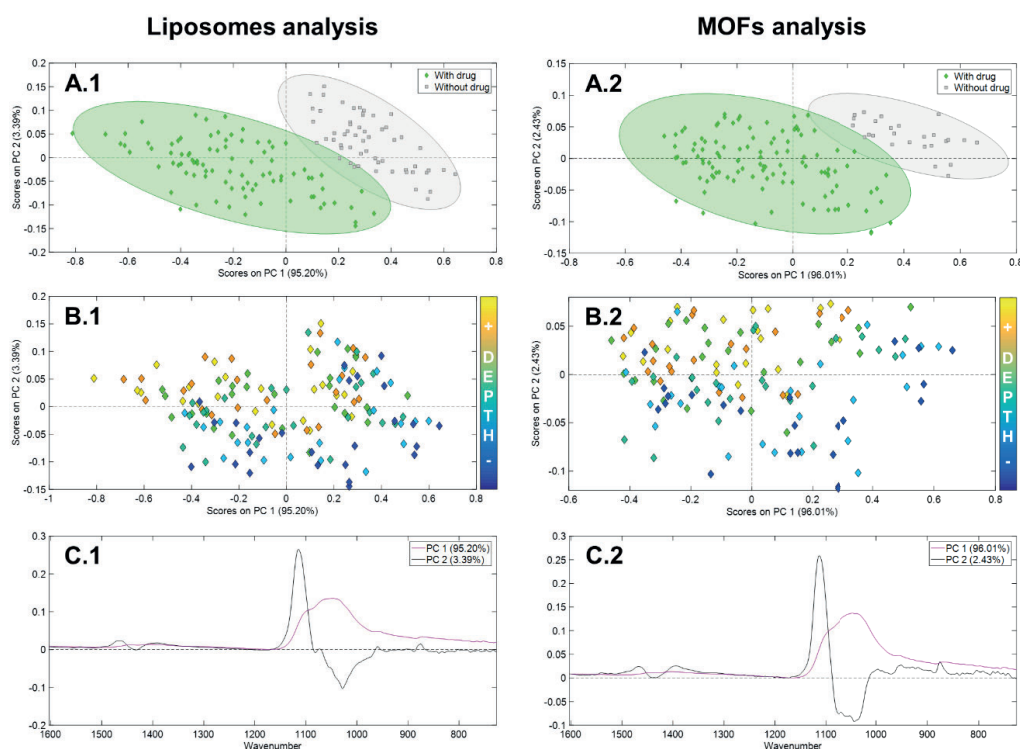 Liposomes analysis
MOFs analysis
A.1
With drug
Without drug
0.2
0.15
0.1
0.05
0
-0.05
-0.1
-0.15
-0.2
Scores on PC 2 (3.39%)
-0.8 -0.6 -0.4 -0.2 0 0.2 0.4 0.6 0.8
Scores on PC 1 (95.20%)
A.2
With drug
Without drug
0.15
0.1
0.05
0
-0.05
-0.1
-0.15
Scores on PC 2 (2.43%)
-0.8 -0.6 -0.4 -0.2 0 0.2 0.4 0.6 0.8
Scores on PC 1 (96.01%)
B.1
0.2
0.15
0.1
0.05
0
-0.05
-0.1
-0.15
Scores on PC 2 (3.39%)
-1 -0.8 -0.6 -0.4 -0.2 0 0.2 0.4 0.6 0.8
Scores on PC 1 (95.20%)
+ DEPTH -
B.2
0.05
0
-0.05
-0.1
Scores on PC 2 (2.43%)
-0.6 -0.4 -0.2 0 0.2 0.4 0.6 0.8
Scores on PC 1 (96.01%)
+ DEPTH -
C.1
PC 1 (95.20%)
PC 2 (3.39%)
0.3
0.2
0.1
0
-0.1
-0.2
1600 1500 1400 1300 1200 1100 1000 900 800
Wavenumber
C.2
PC 1 (96.01%)
PC 2 (2.43%)
0.3
0.25
0.2
0.15
0.1
0.05
0
-0.05
-0.1
1600 1500 1400 1300 1200 1100 1000 900 800
Wavenumber